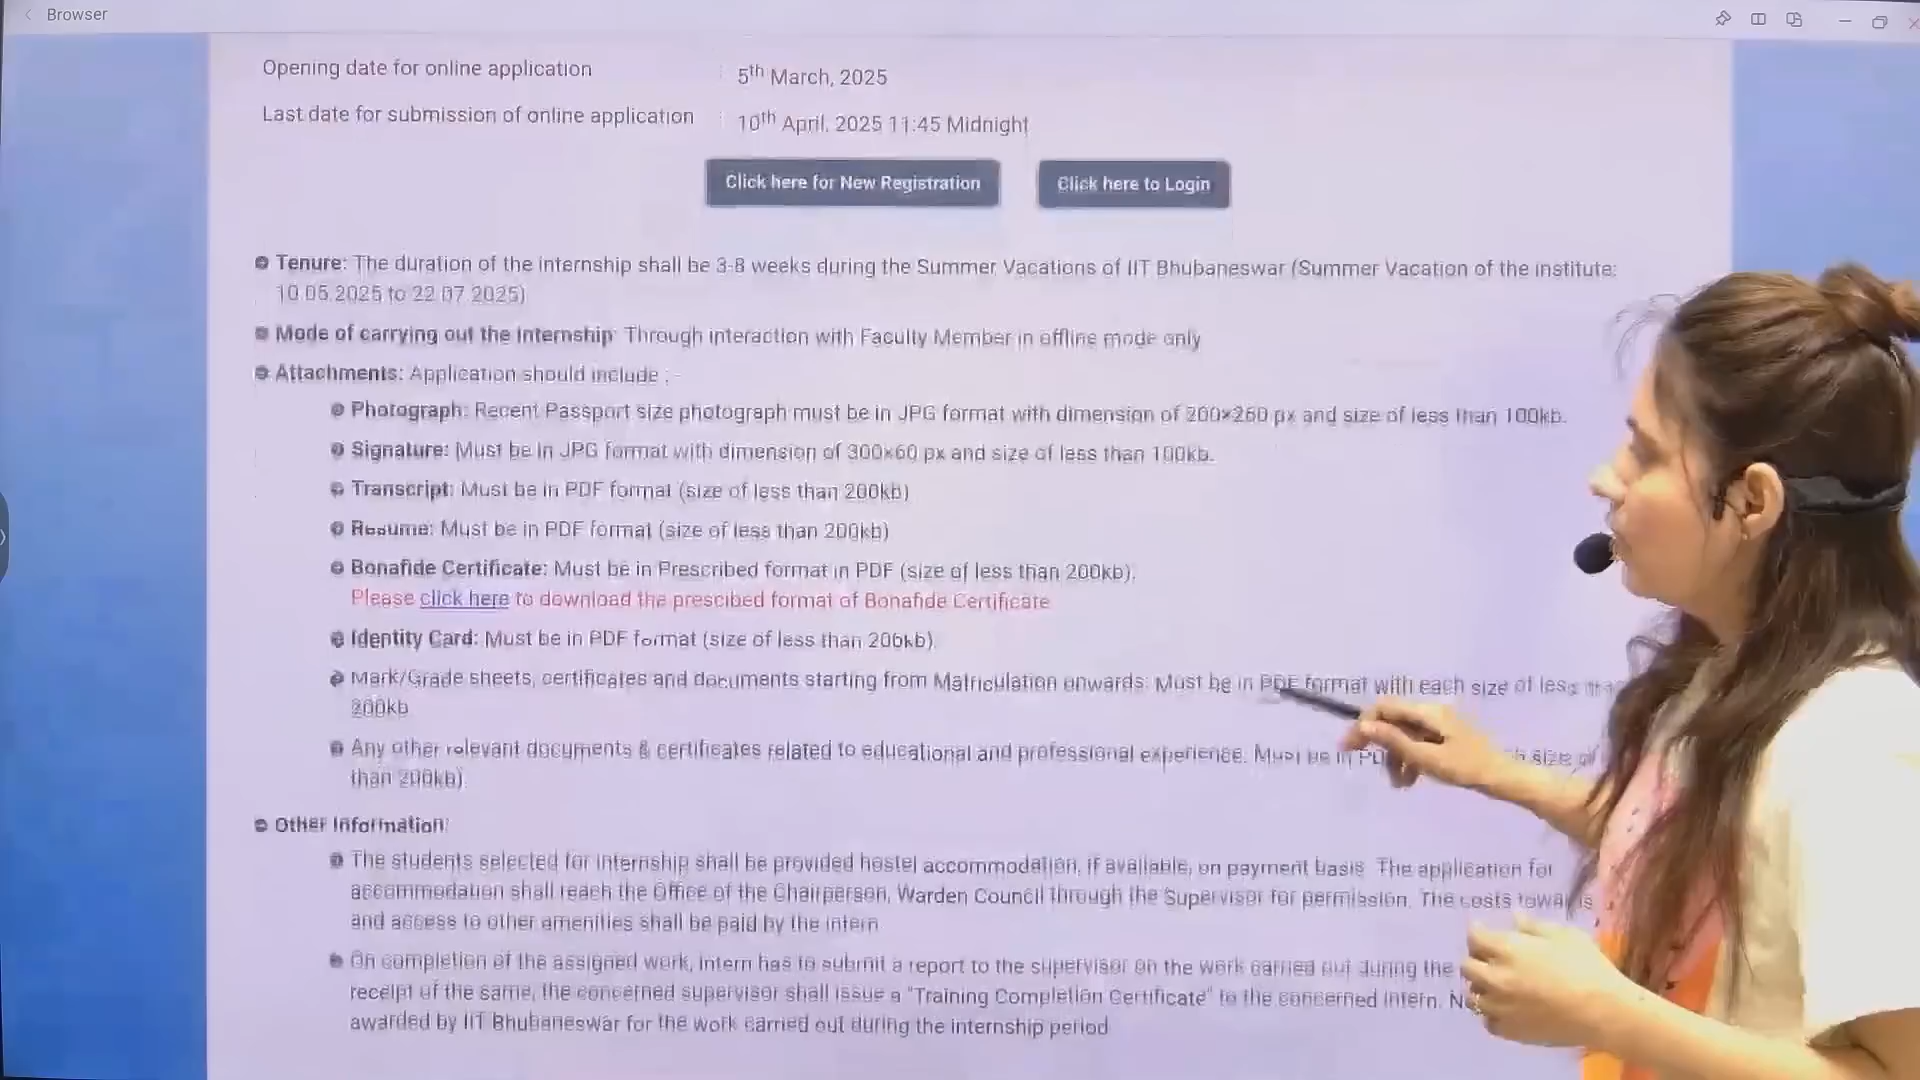 Browser
Opening date for online application : 5th March, 2025
Last date for submission of online application : 10th April, 2025 11:45 Midnight
Click here for New Registration Click here to Login
Tenure: The duration of the internship shall be 3-8 weeks during the Summer Vacations of IIT Bhubaneswar (Summer Vacation of the institute:
10.05.2025 to 22.07.2025)
Mode of carrying out the Internship: Through interaction with Faculty Member in offline mode only
Attachments: Application should include :-
Photograph: Recent Passport size photograph must be in JPG format with dimension of 200×260 px and size of less than 100kb.
Signature: Must be in JPG format with dimension of 300×60 px and size of less than 100kb.
Transcript: Must be in PDF format (size of less than 200kb)
Resume: Must be in PDF format (size of less than 200kb)
Bonafide Certificate: Must be in Prescribed format in PDF (size of less than 200kb).
Please click here to download the prescibed format of Bonafide Certificate
Identity Card: Must be in PDF format (size of less than 200kb).
Mark/Grade sheets, certificates and documents starting from Matriculation onwards: Must be in PDF format with each size of less than
200kb
Any other relevant documents & certificates related to educational and professional experience. Must be in size of
than 200kb).
Other Information:
The students selected for internship shall be provided hostel accommodation, if available, on payment basis. The application for
accommodation shall reach the Office of the Chairperson, Warden Council through the Supervisor for permission. The costs towards
and access to other amenities shall be paid by the intern
On completion of the assigned work, intern has to submit a report to the supervisor on the work carried out during the
receipt of the same, the concerned supervisor shall issue a "Training Completion Certificate" to the concerned intern.
awarded by IIT Bhubaneswar for the work carried out during the internship period